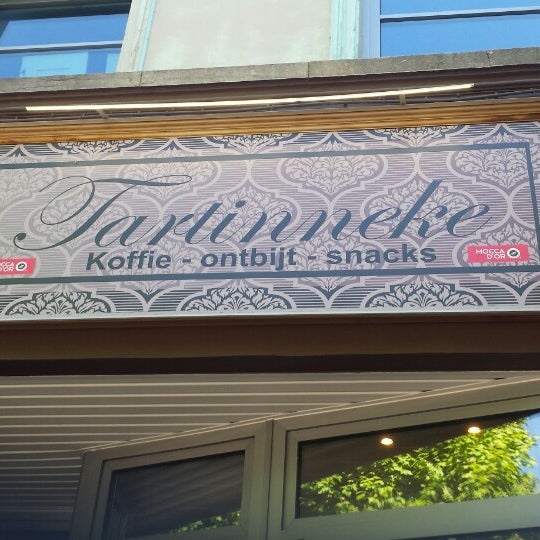 Tartinneke
Koffie - ontbijt - snacks
MOCCA
D'OR
MOCCA
D'OR